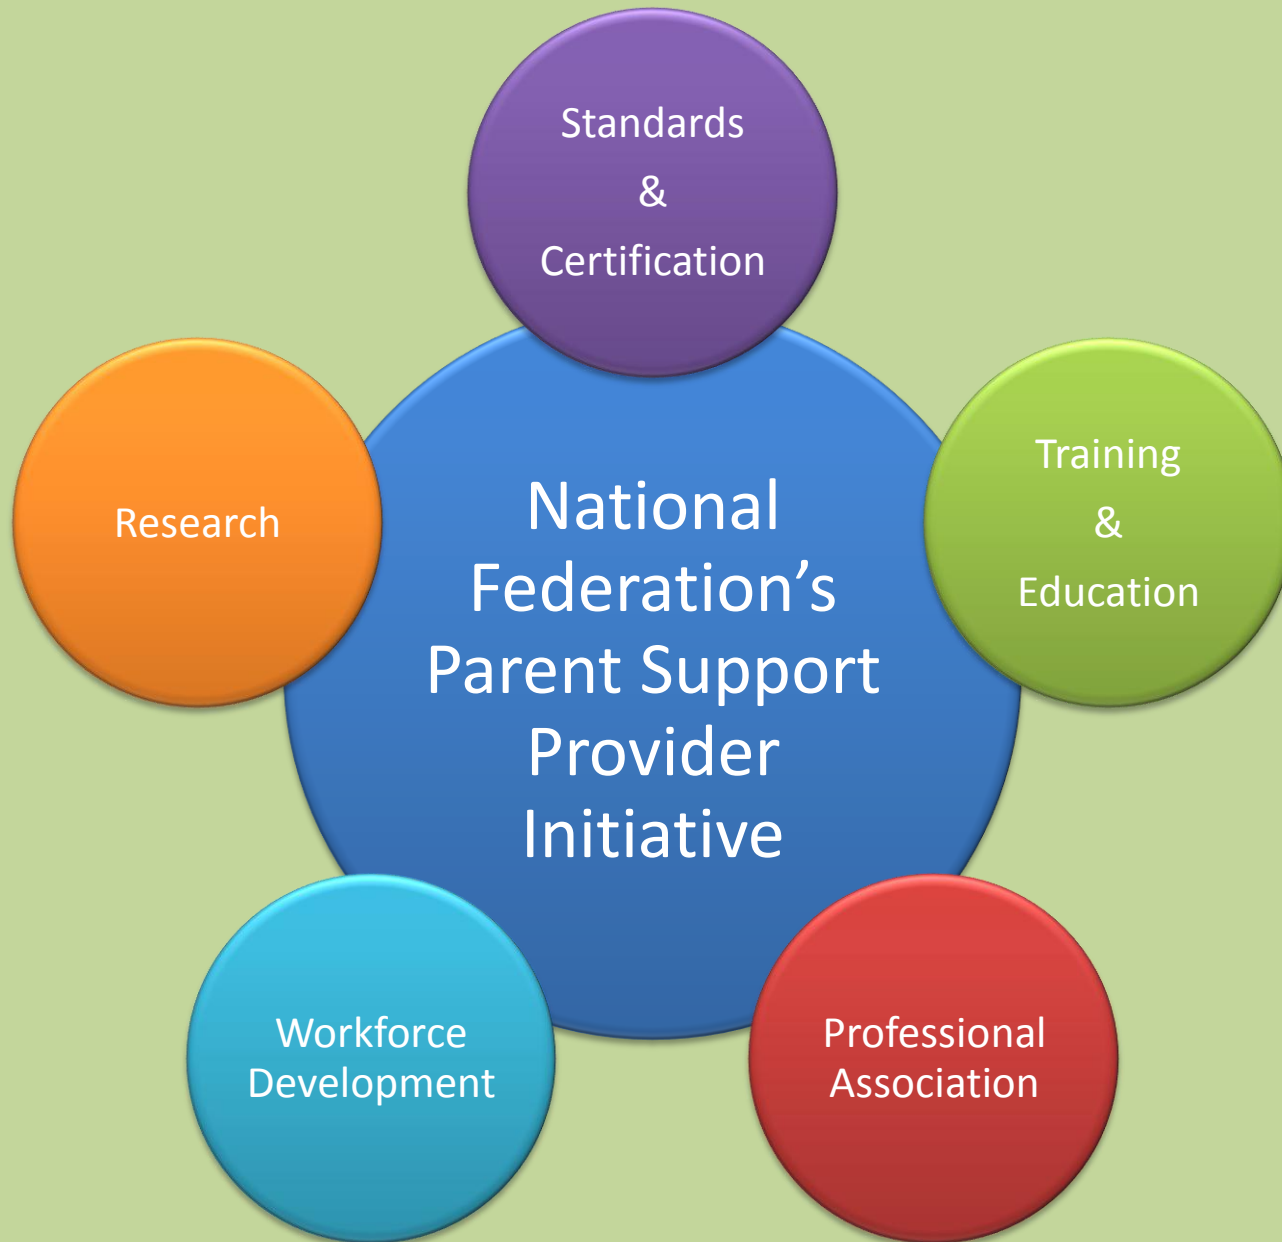 Standards
&
Certification
Training
&
Education
Research
National
Federation’s
Parent Support
Provider
Initiative
Workforce
Development
Professional
Association